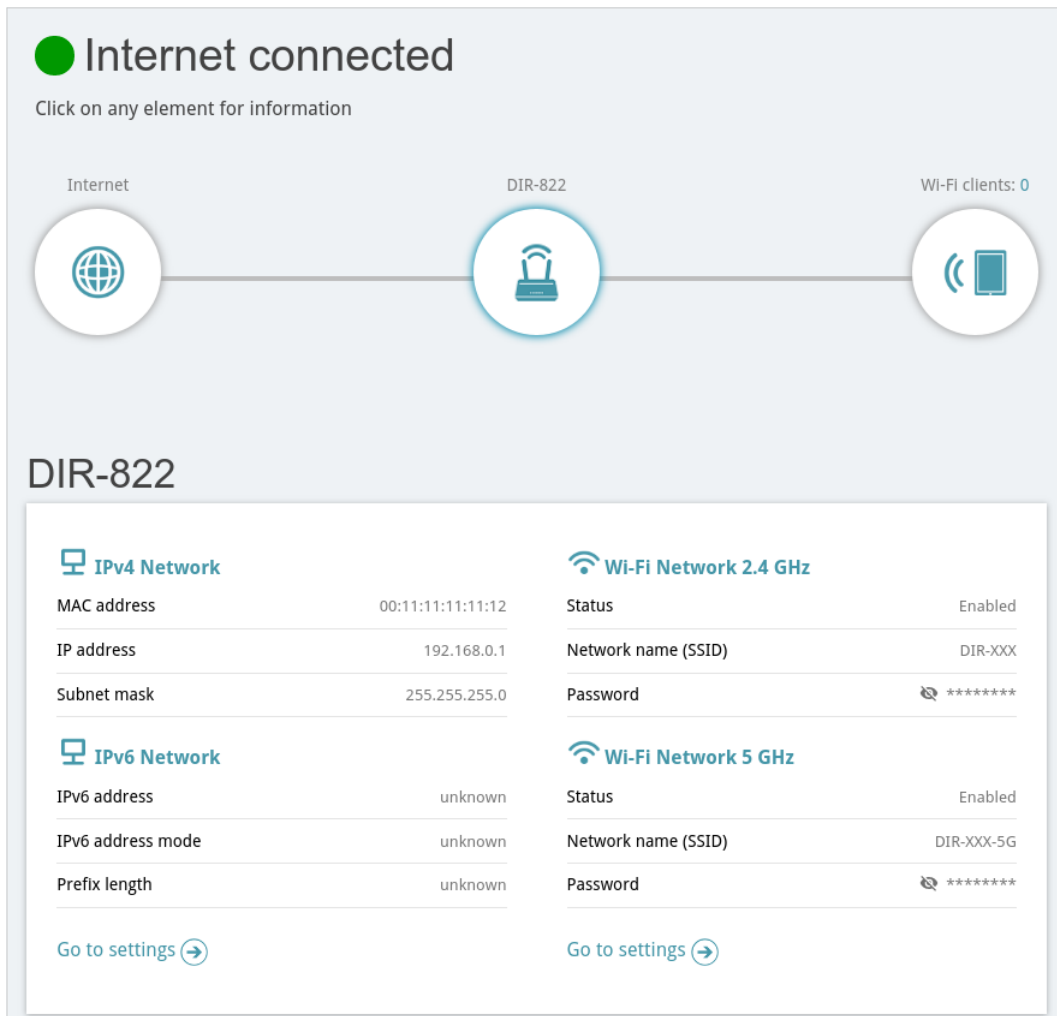 Internet connected
Click on any element for information
Internet
DIR-822
Wi-Fi clients: 0
DIR-822
IPv4 Network
MAC address 00:11:11:11:11:12
IP address 192.168.0.1
Subnet mask 255.255.255.0
IPv6 Network
IPv6 address unknown
IPv6 address mode unknown
Prefix length unknown
Go to settings
Wi-Fi Network 2.4 GHz
Status Enabled
Network name (SSID) DIR-XXX
Password ********
Wi-Fi Network 5 GHz
Status Enabled
Network name (SSID) DIR-XXX-5G
Password ********
Go to settings